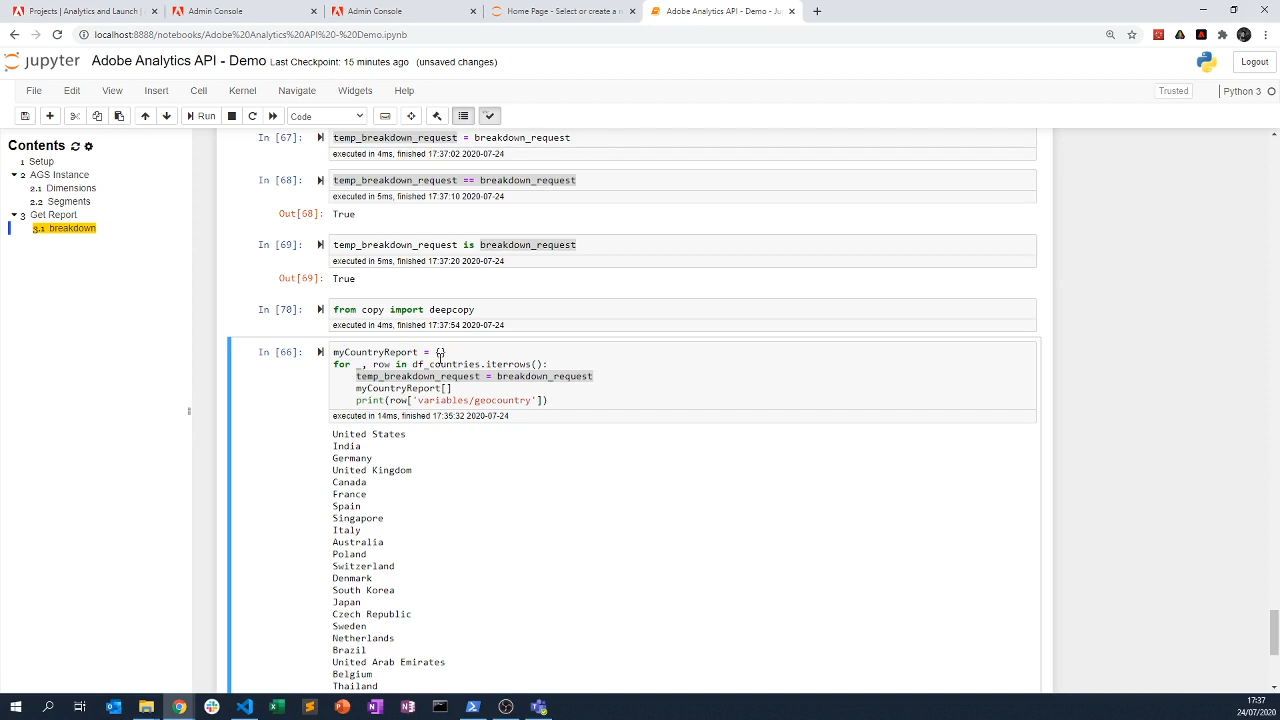 Projects | Analytics and Launch |
Admin Console
Admin Console
Home Page - Select or create a n
Adobe Analytics API - Demo - Ju
localhost:8888/notebooks/Adobe%20Analytics%20API%20-%20Demo.ipynb
jupyter Adobe Analytics API - Demo Last Checkpoint: 15 minutes ago (unsaved changes)
Logout
File Edit View Insert Cell Kernel Navigate Widgets Help
Trusted
Python 3
Run
Code
Contents
1 Setup
2 AGS Instance
2.1 Dimensions
2.2 Segments
3 Get Report
3.1 breakdown
In [67]: temp_breakdown_request = breakdown_request
executed in 4ms, finished 17:37:02 2020-07-24
In [68]: temp_breakdown_request == breakdown_request
executed in 5ms, finished 17:37:10 2020-07-24
Out[68]: True
In [69]: temp_breakdown_request is breakdown_request
executed in 5ms, finished 17:37:20 2020-07-24
Out[69]: True
In [70]: from copy import deepcopy
executed in 4ms, finished 17:37:54 2020-07-24
In [66]: myCountryReport = {}
for _, row in df_countries.iterrows():
temp_breakdown_request = breakdown_request
myCountryReport[]
print(row['variables/geocountry'])
executed in 14ms, finished 17:35:32 2020-07-24
United States
India
Germany
United Kingdom
Canada
France
Spain
Singapore
Italy
Australia
Poland
Switzerland
Denmark
South Korea
Japan
Czech Republic
Sweden
Netherlands
Brazil
United Arab Emirates
Belgium
Thailand
17:37
24/07/2020